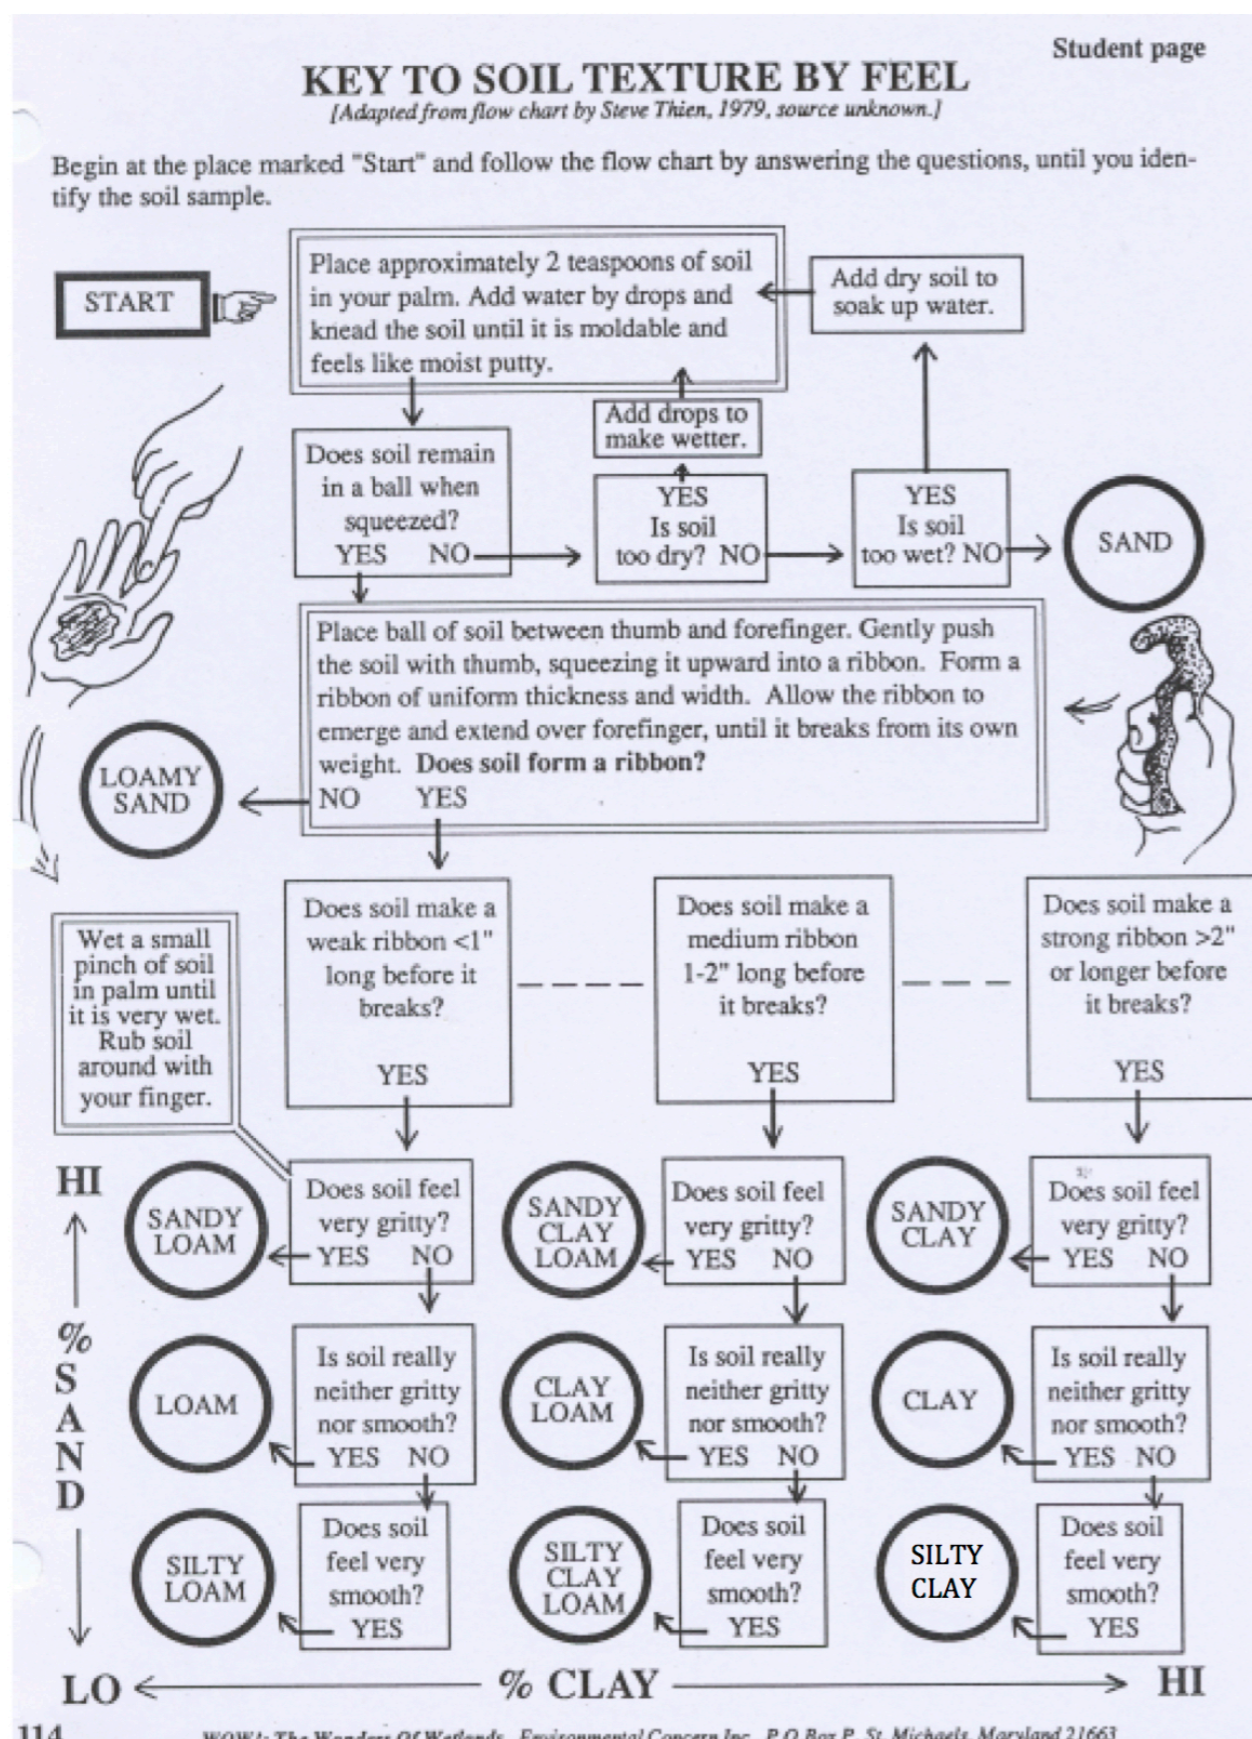 Student page
KEY TO SOIL TEXTURE BY FEEL
[Adapted from flow chart by Steve Thien, 1979, source unknown.]
Begin at the place marked "Start" and follow the flow chart by answering the questions, until you iden-
tify the soil sample.
START
Place approximately 2 teaspoons of soil
in your palm. Add water by drops and
knead the soil until it is moldable and
feels like moist putty.
Add dry soil to
soak up water.
Add drops to
make wetter.
Does soil remain
in a ball when
squeezed?
YES NO
YES
Is soil
too dry? NO
YES
Is soil
too wet? NO
SAND
Place ball of soil between thumb and forefinger. Gently push
the soil with thumb, squeezing it upward into a ribbon. Form a
ribbon of uniform thickness and width. Allow the ribbon to
emerge and extend over forefinger, until it breaks from its own
weight. Does soil form a ribbon?
NO YES
LOAMY
SAND
Wet a small
pinch of soil
in palm until
it is very wet.
Rub soil
around with
your finger.
Does soil make a
weak ribbon <1"
long before it
breaks?
YES
Does soil make a
medium ribbon
1-2" long before
it breaks?
YES
Does soil make a
strong ribbon >2"
or longer before
it breaks?
YES
HI
% SAND
SANDY
LOAM
Does soil feel
very gritty?
YES NO
SANDY
CLAY
LOAM
Does soil feel
very gritty?
YES NO
SANDY
CLAY
Does soil feel
very gritty?
YES NO
LOAM
Is soil really
neither gritty
nor smooth?
YES NO
CLAY
LOAM
Is soil really
neither gritty
nor smooth?
YES NO
CLAY
Is soil really
neither gritty
nor smooth?
YES NO
SILTY
LOAM
Does soil
feel very
smooth?
YES
SILTY
CLAY
LOAM
Does soil
feel very
smooth?
YES
SILTY
CLAY
Does soil
feel very
smooth?
YES
LO % CLAY HI
114 WOW!: The Wonders Of Wetlands, Environmental Concern Inc., P.O. Box P, St. Michaels, Maryland 21663